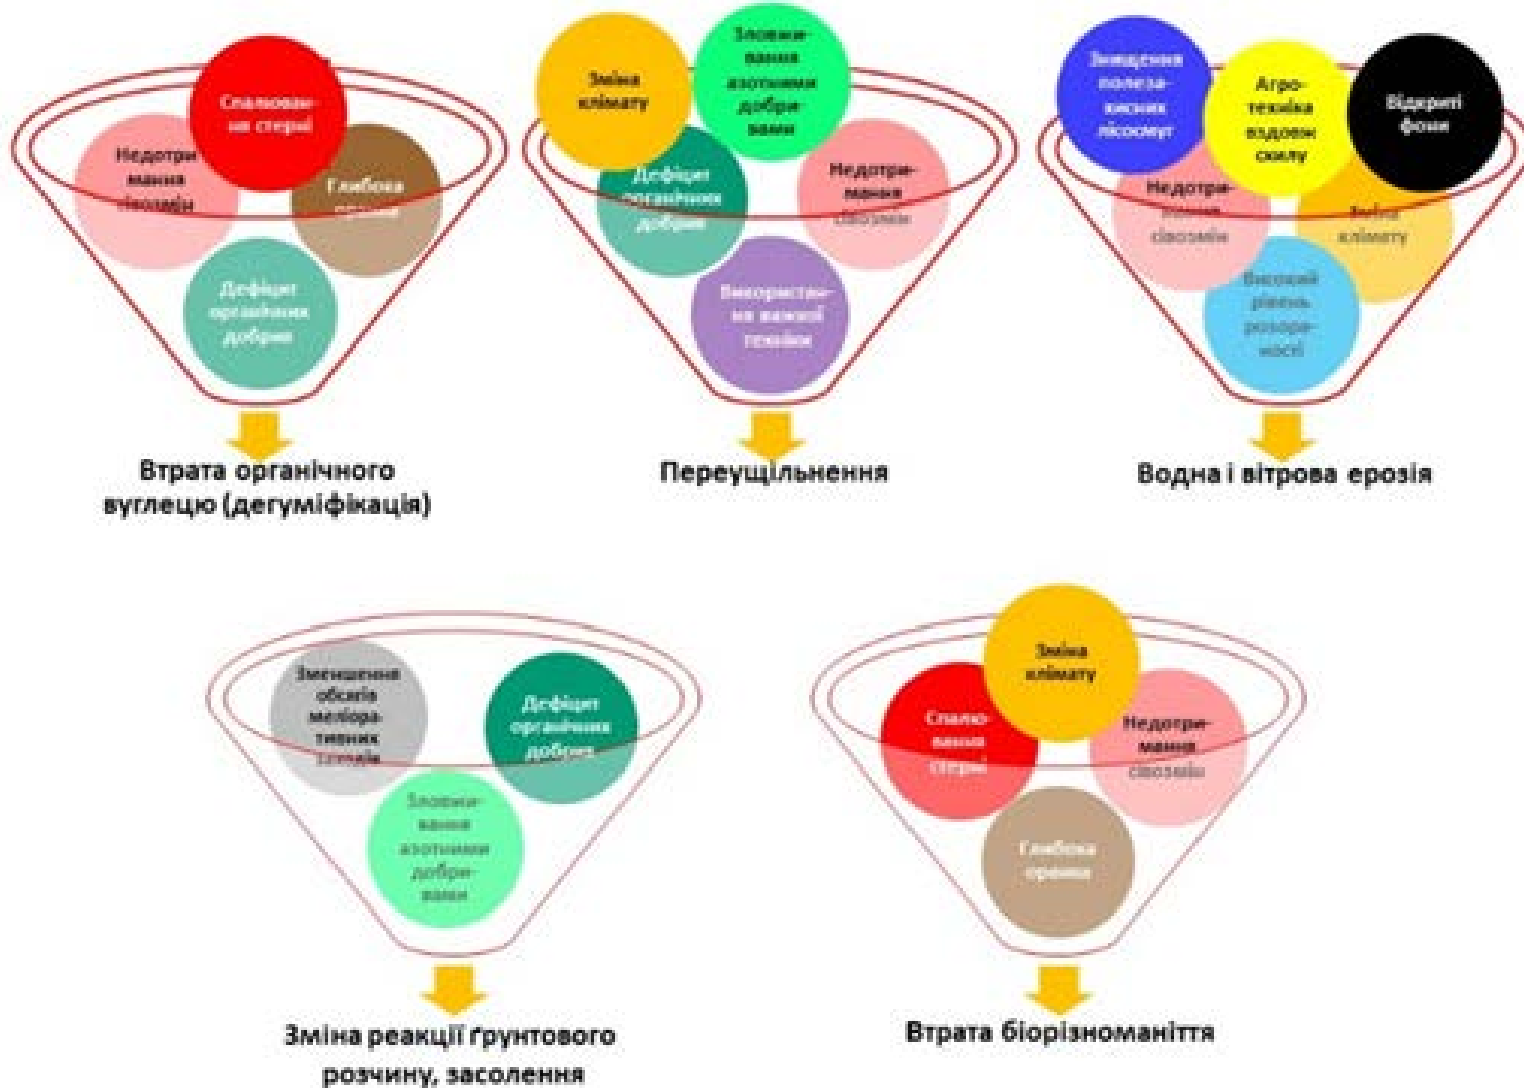 Спалюван-
ня стерні
Недотри
мання
сівозмін
Глибока
Дефіцит
органічних
добрив
Втрата органічного
вуглецю (дегуміфікація)
Зміна
клімату
Зловжи-
вання
азотними
добри-
вами
Дефіцит
органічних
добрив
Недотри-
мання
сівозмін
Використан-
ня важкої
техніки
Переущільнення
Знищення
полеза-
хисних
лісосмуг
Агро-
техніка
вздовж
схилу
Відкриті
фони
Недотри-
мання
сівозмін
Зміна
клімату
Високий
рівень
розора-
ності
Водна і вітрова ерозія
Зменшення
обсягів
меліора-
тивних
заходів
Дефіцит
органічних
добрив
Зловжи-
вання
азотними
добри-
вами
Зміна реакції ґрунтового
розчину, засолення
Зміна
клімату
Спалю-
вання
стерні
Недотри-
мання
сівозмін
Глибока
оранка
Втрата біорізноманіття